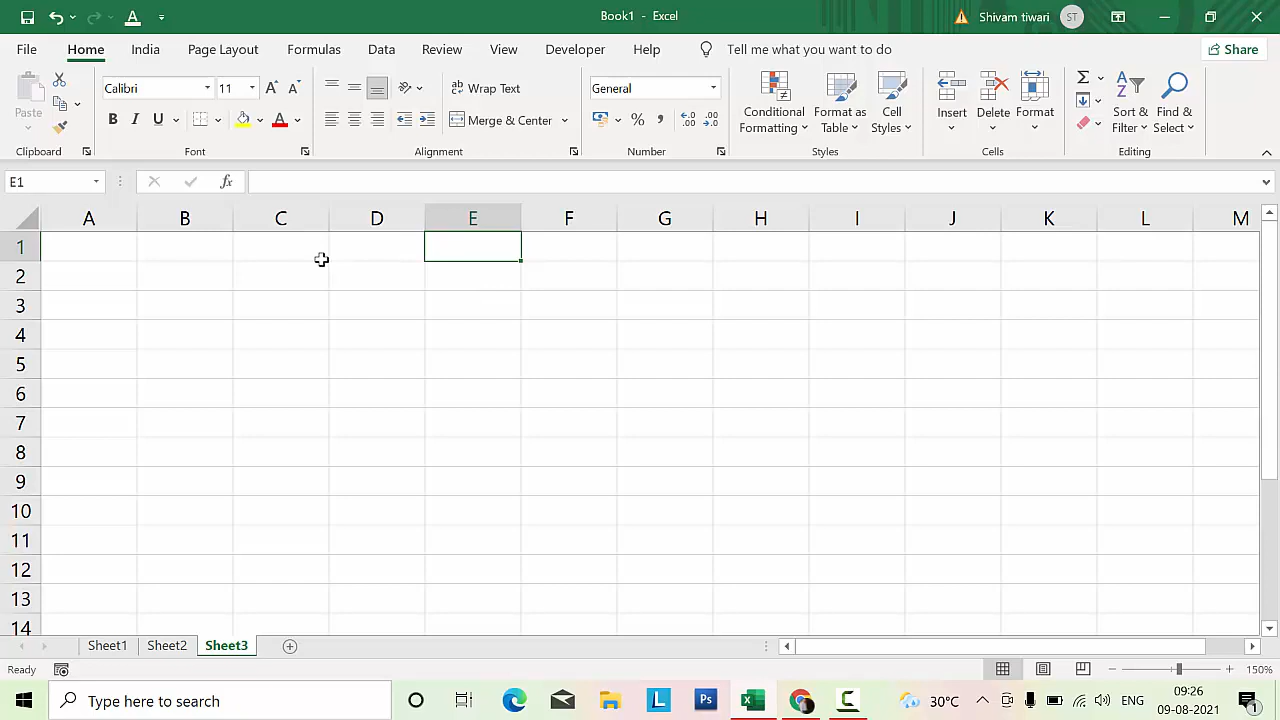 Book1 - Excel
Shivam tiwari
ST
File
Home
India
Page Layout
Formulas
Data
Review
View
Developer
Help
Tell me what you want to do
Share
Paste
Clipboard
Calibri
11
Font
Wrap Text
Merge & Center
Alignment
General
Number
Conditional
Formatting
Format as
Table
Cell
Styles
Styles
Insert
Delete
Format
Cells
Sort &
Filter
Find &
Select
Editing
E1
fx
A B C D E F G H I J K L M
1
2
3
4
5
6
7
8
9
10
11
12
13
14
Sheet1
Sheet2
Sheet3
Ready
150%
Type here to search
L
Ps
30°C
ENG
09:26
09-08-2021
1